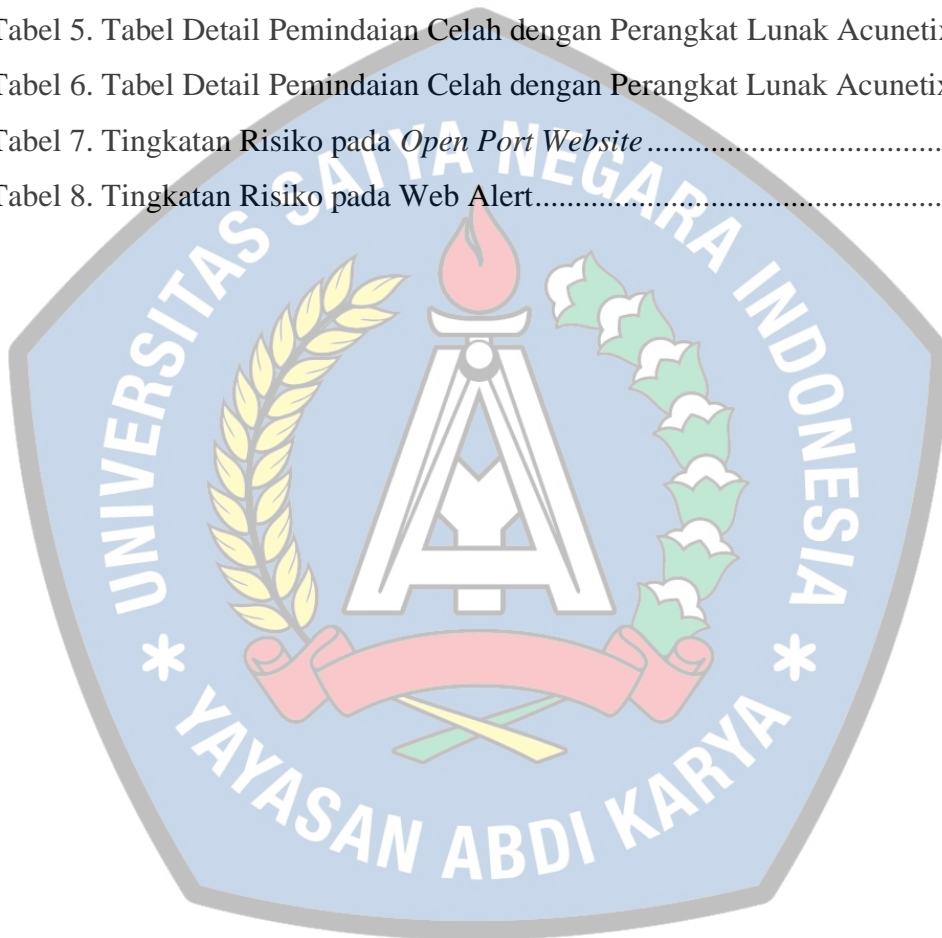 Tabel 5. Tabel Detail Pemindaian Celah dengan Perangkat Lunak Acunetix
Tabel 6. Tabel Detail Pemindaian Celah dengan Perangkat Lunak Acunetix
Tabel 7. Tingkatan Risiko pada Open Port Website....................................
Tabel 8. Tingkatan Risiko pada Web Alert.................................................
UNIVERSITAS SATYA NEGARA INDONESIA
* YAYASAN ABDI KARYA *